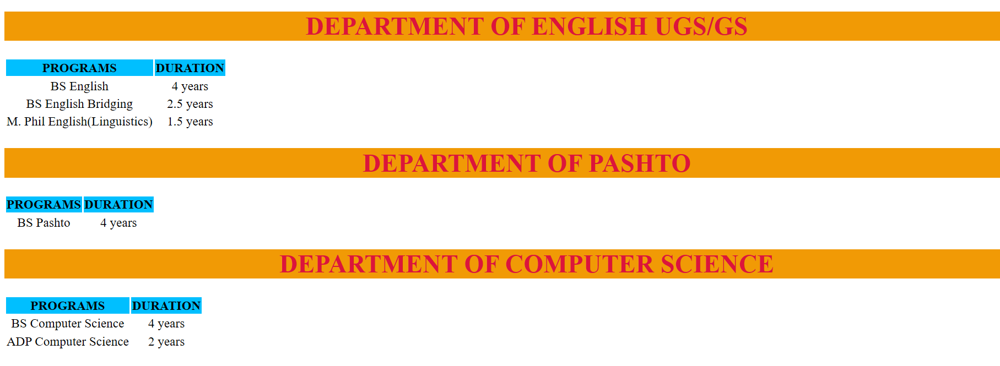 DEPARTMENT OF ENGLISH UGS/GS
PROGRAMS DURATION
BS English 4 years
BS English Bridging 2.5 years
M. Phil English(Linguistics) 1.5 years
DEPARTMENT OF PASHTO
PROGRAMS DURATION
BS Pashto 4 years
DEPARTMENT OF COMPUTER SCIENCE
PROGRAMS DURATION
BS Computer Science 4 years
ADP Computer Science 2 years